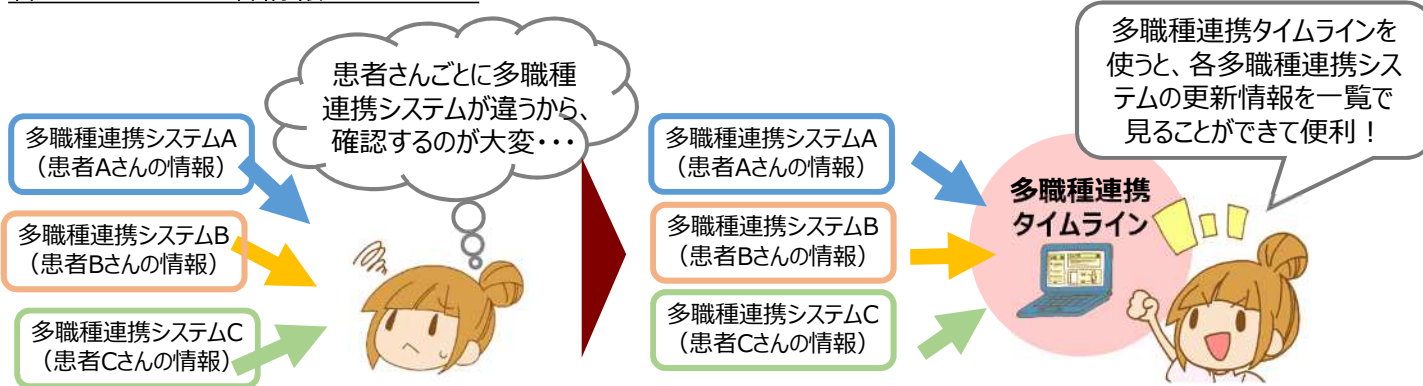 患者さんごとに多職種
連携システムが違うから、
確認するのが大変・・・
多職種連携システムA
（患者Aさんの情報）
多職種連携システムB
（患者Bさんの情報）
多職種連携システムC
（患者Cさんの情報）
多職種連携タイムラインを
使うと、各多職種連携シス
テムの更新情報を一覧で
見ることができて便利！
多職種連携システムA
（患者Aさんの情報）
多職種連携システムB
（患者Bさんの情報）
多職種連携システムC
（患者Cさんの情報）
多職種連携
タイムライン